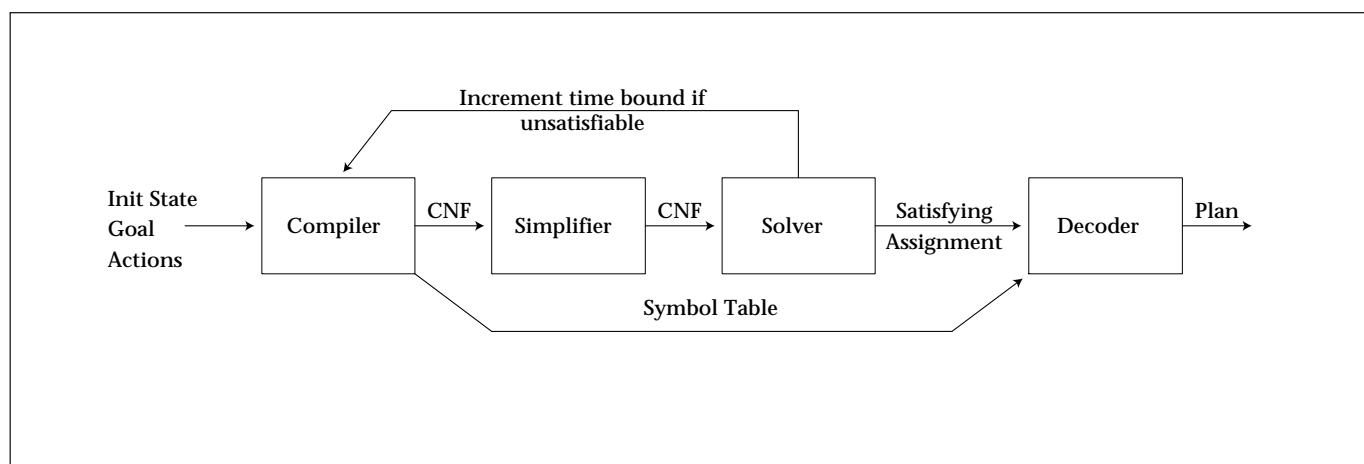 Increment time bound if
unsatisfiable
Init State
Goal
Actions
Compiler
CNF
Simplifier
CNF
Solver
Satisfying
Assignment
Decoder
Plan
Symbol Table